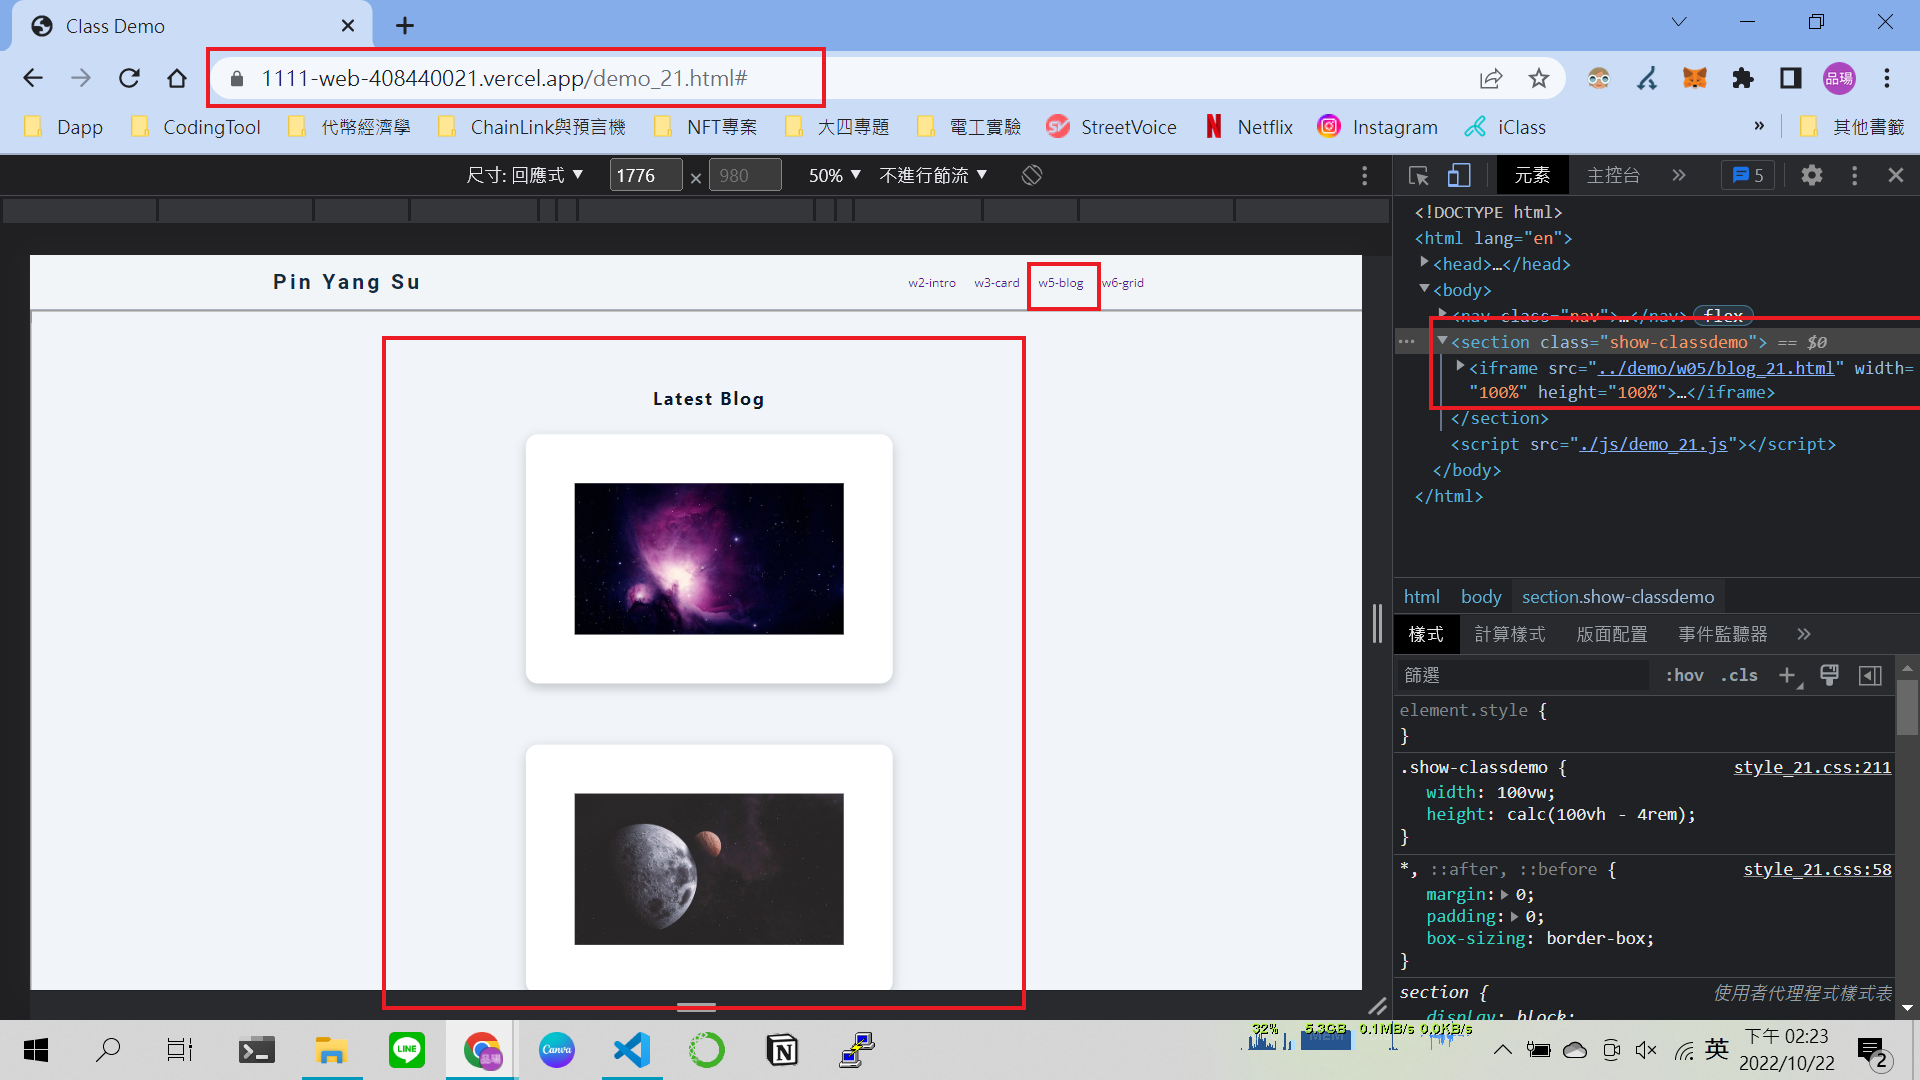 Class Demo
1111-web-408440021.vercel.app/demo_21.html#
品瑒
Dapp CodingTool 代幣經濟學 ChainLink與預言機 NFT專案 大四專題 電工實驗 StreetVoice Netflix Instagram iClass » 其他書籤
尺寸: 回應式 ▼ 1776 × 980 50% ▼ 不進行節流 ▼
元素 主控台 » 5
Pin Yang Su
w2-intro w3-card w5-blog w6-grid
Latest Blog
<!DOCTYPE html>
<html lang="en">
<head>…</head>
<body>
<nav class="nav">…</nav> flex
<section class="show-classdemo"> == $0
<iframe src="../demo/w05/blog_21.html" width=
"100%" height="100%">…</iframe>
</section>
<script src="./js/demo_21.js"></script>
</body>
</html>
html body section.show-classdemo
樣式 計算樣式 版面配置 事件監聽器 »
篩選 :hov .cls
element.style {
}
.show-classdemo { style_21.css:211
width: 100vw;
height: calc(100vh - 4rem);
}
*, ::after, ::before { style_21.css:58
margin: 0;
padding: 0;
box-sizing: border-box;
}
section { 使用者代理程式樣式表
display: block;
LINE
品瑒
Canva
32% 5.3GB 0.1MB/s 0.0KB/s
MEM
英
下午 02:23
2022/10/22
2